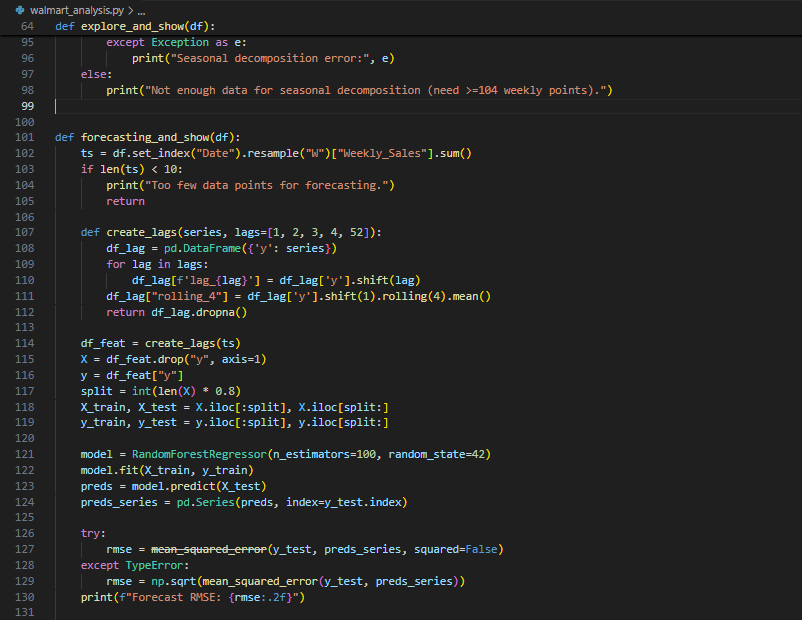 walmart_analysis.py > ...
64 def explore_and_show(df):
95 except Exception as e:
96 print("Seasonal decomposition error:", e)
97 else:
98 print("Not enough data for seasonal decomposition (need >=104 weekly points).")
99
100
101 def forecasting_and_show(df):
102 ts = df.set_index("Date").resample("W")["Weekly_Sales"].sum()
103 if len(ts) < 10:
104 print("Too few data points for forecasting.")
105 return
106
107 def create_lags(series, lags=[1, 2, 3, 4, 52]):
108 df_lag = pd.DataFrame({'y': series})
109 for lag in lags:
110 df_lag[f'lag_{lag}'] = df_lag['y'].shift(lag)
111 df_lag["rolling_4"] = df_lag['y'].shift(1).rolling(4).mean()
112 return df_lag.dropna()
113
114 df_feat = create_lags(ts)
115 X = df_feat.drop("y", axis=1)
116 y = df_feat["y"]
117 split = int(len(X) * 0.8)
118 X_train, X_test = X.iloc[:split], X.iloc[split:]
119 y_train, y_test = y.iloc[:split], y.iloc[split:]
120
121 model = RandomForestRegressor(n_estimators=100, random_state=42)
122 model.fit(X_train, y_train)
123 preds = model.predict(X_test)
124 preds_series = pd.Series(preds, index=y_test.index)
125
126 try:
127 rmse = mean_squared_error(y_test, preds_series, squared=False)
128 except TypeError:
129 rmse = np.sqrt(mean_squared_error(y_test, preds_series))
130 print(f"Forecast RMSE: {rmse:.2f}")
131